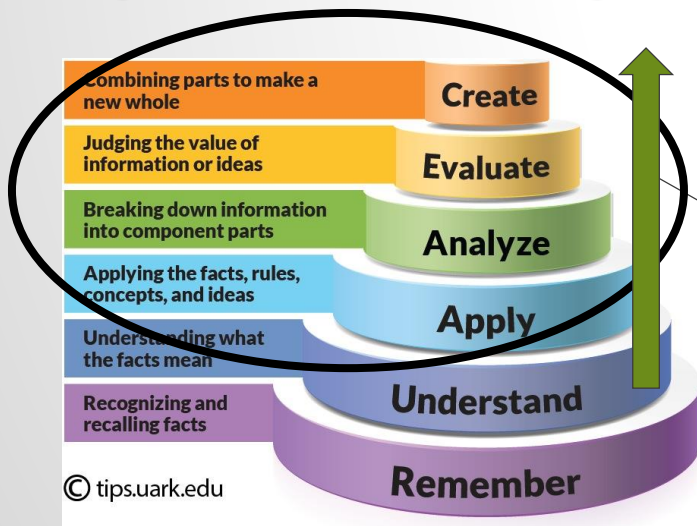 Combining parts to make a
new whole
Create
Judging the value of
information or ideas
Evaluate
Breaking down information
into component parts
Analyze
Applying the facts, rules,
concepts, and ideas
Apply
Understanding what
the facts mean
Understand
Recognizing and
recalling facts
Remember
© tips.uark.edu